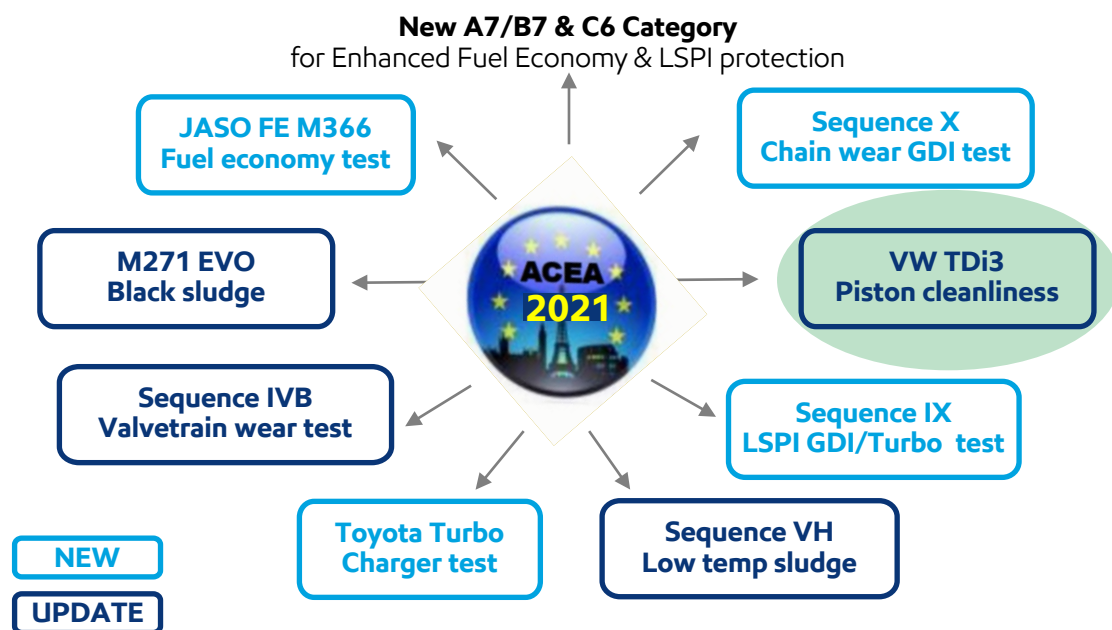 New A7/B7 & C6 Category
for Enhanced Fuel Economy & LSPI protection
JASO FE M366
Fuel economy test
Sequence X
Chain wear GDI test
M271 EVO
Black sludge
ACEA
2021
VW TDi3
Piston cleanliness
Sequence IVB
Valvetrain wear test
Sequence IX
LSPI GDI/Turbo test
Toyota Turbo
Charger test
Sequence VH
Low temp sludge
NEW
UPDATE